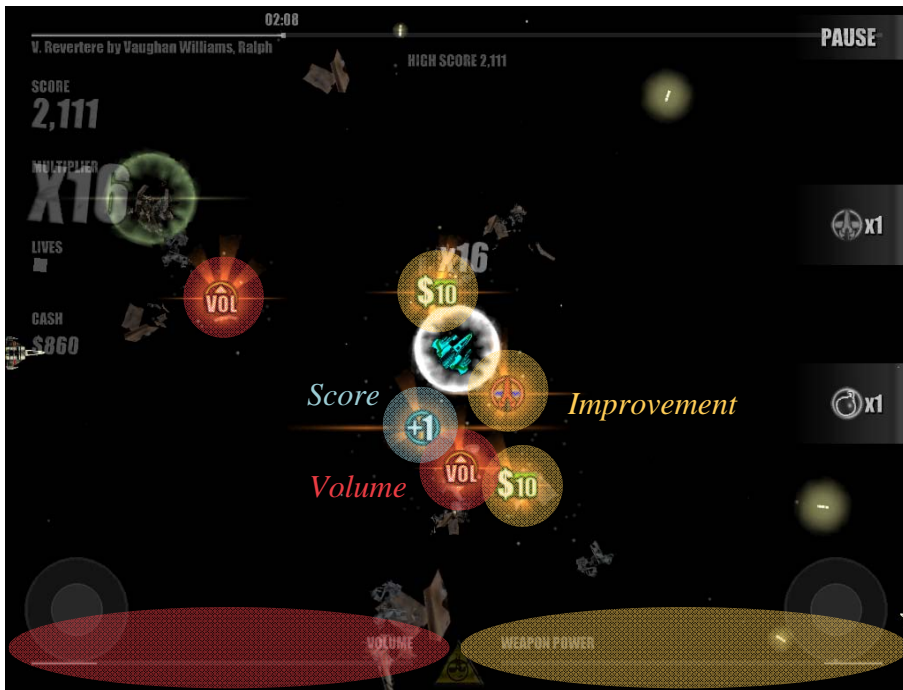 02:08
V. Revertere by Vaughan Williams, Ralph
PAUSE
HIGH SCORE 2,111
SCORE
2,111
MULTIPLIER
X16
LIVES
x16
x1
VOL
$10
CASH
$860
Score
Improvement
+1
x1
Volume
VOL
$10
VOLUME
WEAPON POWER